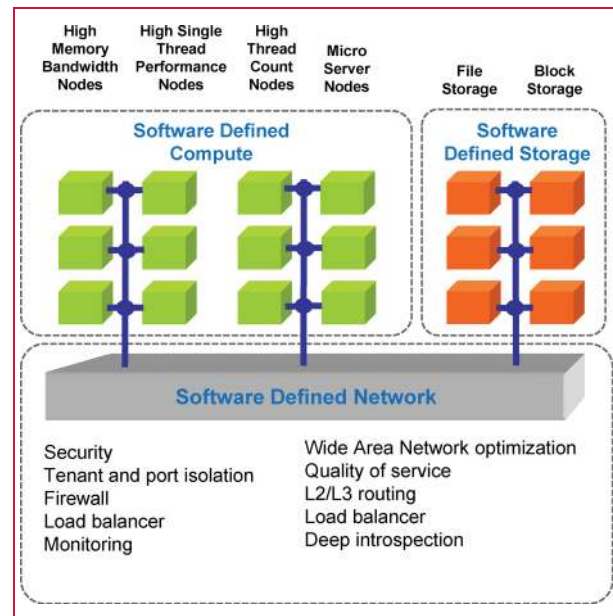 High
Memory
Bandwidth
Nodes
High Single
Thread
Performance
Nodes
High
Thread
Count
Nodes
Micro
Server
Nodes
File
Storage
Block
Storage
Software Defined
Compute
Software
Defined Storage
Software Defined Network
Security
Tenant and port isolation
Firewall
Load balancer
Monitoring
Wide Area Network optimization
Quality of service
L2/L3 routing
Load balancer
Deep introspection